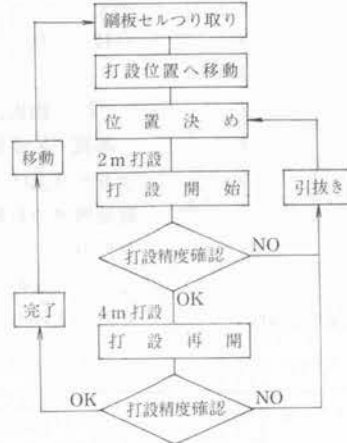 鋼板セルつり取り
打設位置へ移動
位置決め
移動
2m打設
打設開始
引抜き
打設精度確認
NO
OK
完了
4m打設
打設再開
OK
打設精度確認
NO